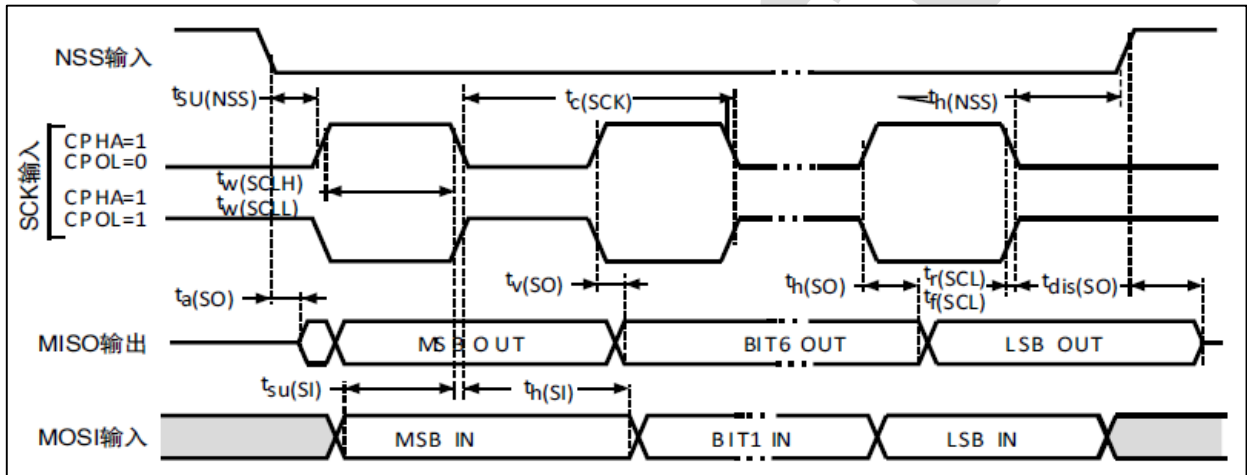 NSS输入
tSU(NSS)
tc(SCK)
th(NSS)
SCK输入
CPHA=1
CPOL=0
CPHA=1
CPOL=1
tw(SCLH)
tw(SCLL)
ta(SO)
tv(SO)
th(SO)
tr(SCL)
tf(SCL)
tdis(SO)
MISO输出
MSB OUT
BIT6 OUT
LSB OUT
tsu(SI)
th(SI)
MOSI输入
MSB IN
BIT1 IN
LSB IN